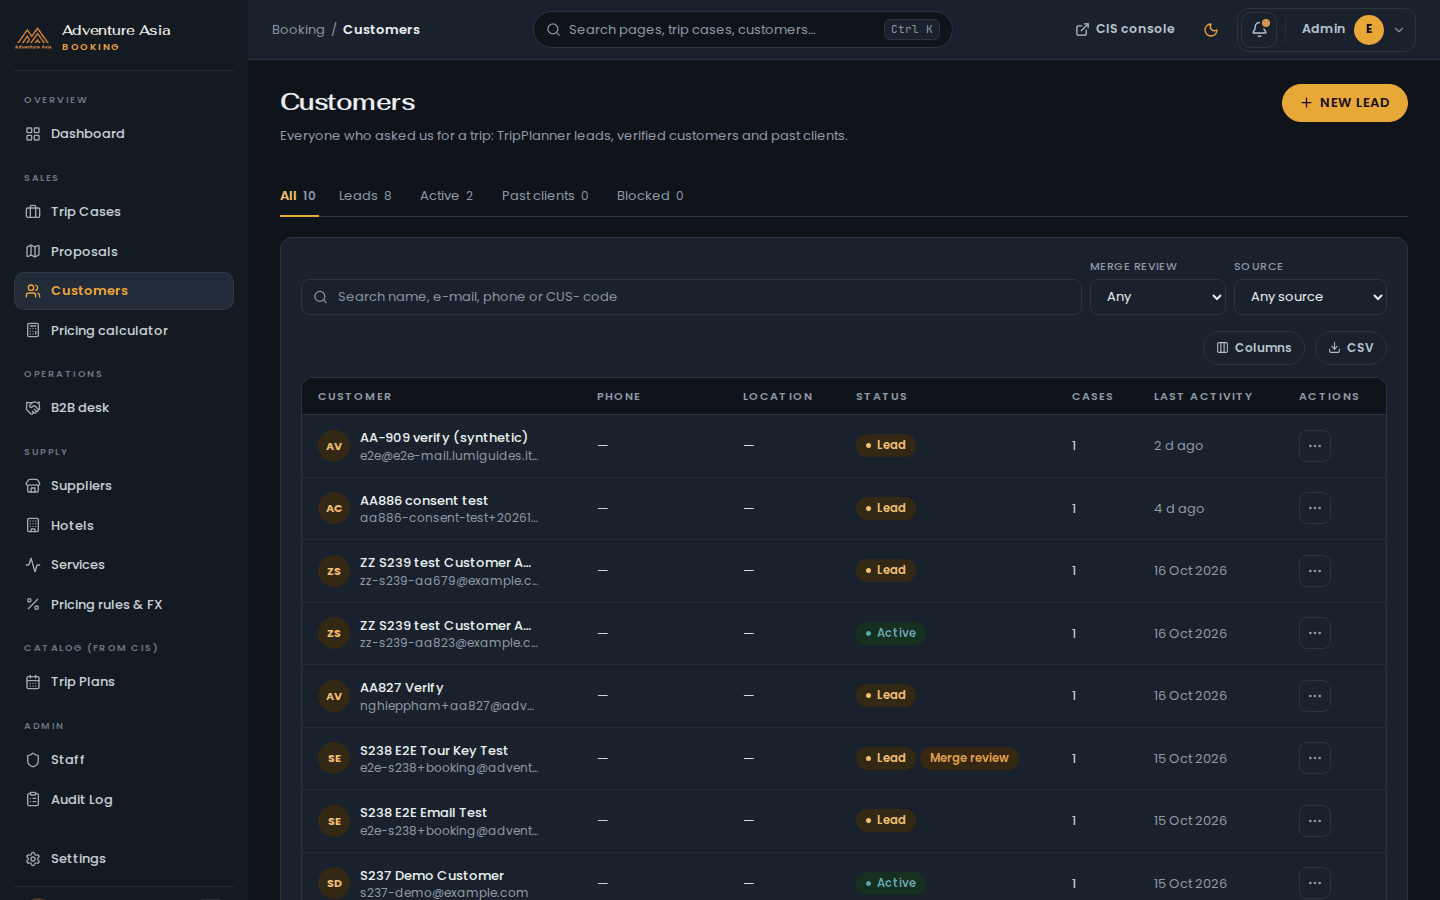 Adventure Asia
BOOKING
Adventure Asia
OVERVIEW
Dashboard
SALES
Trip Cases
Proposals
Customers
Pricing calculator
OPERATIONS
B2B desk
SUPPLY
Suppliers
Hotels
Services
Pricing rules & FX
CATALOG (FROM CIS)
Trip Plans
ADMIN
Staff
Audit Log
Settings
Booking / Customers
Search pages, trip cases, customers...
Ctrl K
CIS console
Admin
E
Customers
NEW LEAD
Everyone who asked us for a trip: TripPlanner leads, verified customers and past clients.
All 10 Leads 8 Active 2 Past clients 0 Blocked 0
MERGE REVIEW SOURCE
Search name, e-mail, phone or CUS- code
Any
Any source
Columns
CSV
CUSTOMER PHONE LOCATION STATUS CASES LAST ACTIVITY ACTIONS
AV AA-909 verify (synthetic) — — Lead 1 2 d ago
e2e@e2e-mail.lumiguides.it...
AC AA886 consent test — — Lead 1 4 d ago
aa886-consent-test+20261...
ZS ZZ S239 test Customer A... — — Lead 1 16 Oct 2026
zz-s239-aa679@example.c...
ZS ZZ S239 test Customer A... — — Active 1 16 Oct 2026
zz-s239-aa823@example.c...
AV AA827 Verify — — Lead 1 16 Oct 2026
nghieppham+aa827@adv...
SE S238 E2E Tour Key Test — — Lead Merge review 1 15 Oct 2026
e2e-s238+booking@advent...
SE S238 E2E Email Test — — Lead 1 15 Oct 2026
e2e-s238+booking@advent...
SD S237 Demo Customer — — Active 1 15 Oct 2026
s237-demo@example.com